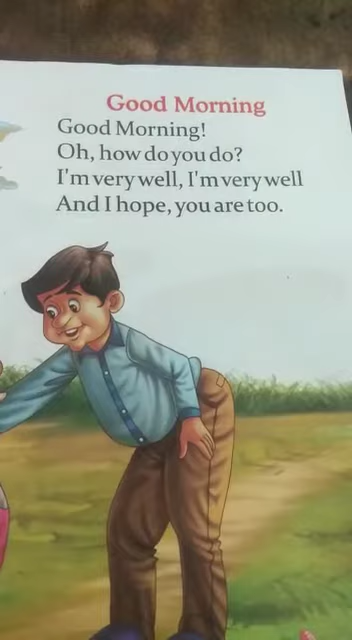 Good Morning
Good Morning!
Oh, how do you do?
I'm very well, I'm very well
And I hope, you are too.